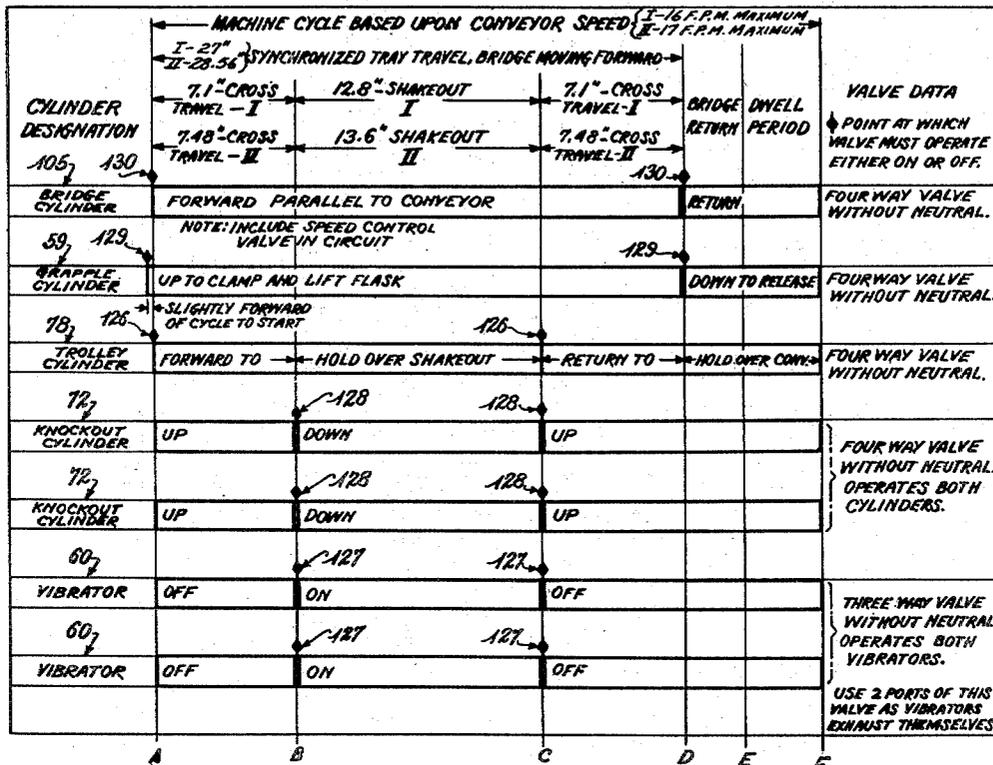 MACHINE CYCLE BASED UPON CONVEYOR SPEED { I-16 F.P.M. MAXIMUM
II-17 F.P.M. MAXIMUM
I-27"
II-28.56" } SYNCHRONIZED TRAY TRAVEL, BRIDGE MOVING FORWARD
CYLINDER
DESIGNATION
7.1"-CROSS
TRAVEL-I
12.8"-SHAKEOUT
I
7.1"-CROSS
TRAVEL-I
7.48"-CROSS
TRAVEL-II
13.6" SHAKEOUT
II
7.48"-CROSS
TRAVEL-II
BRIDGE
RETURN
DWELL
PERIOD
VALVE DATA
POINT AT WHICH
VALVE MUST OPERATE
EITHER ON OR OFF.
105 130 130
BRIDGE
CYLINDER
FORWARD PARALLEL TO CONVEYOR
RETURN
FOUR WAY VALVE
WITHOUT NEUTRAL.
NOTE: INCLUDE SPEED CONTROL
VALVE IN CIRCUIT
59 129 129
GRAPPLE
CYLINDER
UP TO CLAMP AND LIFT FLASK
DOWN TO RELEASE
FOURWAY VALVE
WITHOUT NEUTRAL.
SLIGHTLY FORWARD
OF CYCLE TO START
78 126 126
TROLLEY
CYLINDER
FORWARD TO
HOLD OVER SHAKEOUT
RETURN TO
HOLD OVER CONV.
FOUR WAY VALVE
WITHOUT NEUTRAL.
72 128 128
KNOCKOUT
CYLINDER
UP
DOWN
UP
72 128 128
KNOCKOUT
CYLINDER
UP
DOWN
UP
FOUR WAY VALVE
WITHOUT NEUTRAL.
OPERATES BOTH
CYLINDERS.
60 127 127
VIBRATOR
OFF
ON
OFF
60 127 127
VIBRATOR
OFF
ON
OFF
THREE WAY VALVE
WITHOUT NEUTRAL
OPERATES BOTH
VIBRATORS.
USE 2 PORTS OF THIS
VALVE AS VIBRATORS
EXHAUST THEMSELVES
A B C D E F